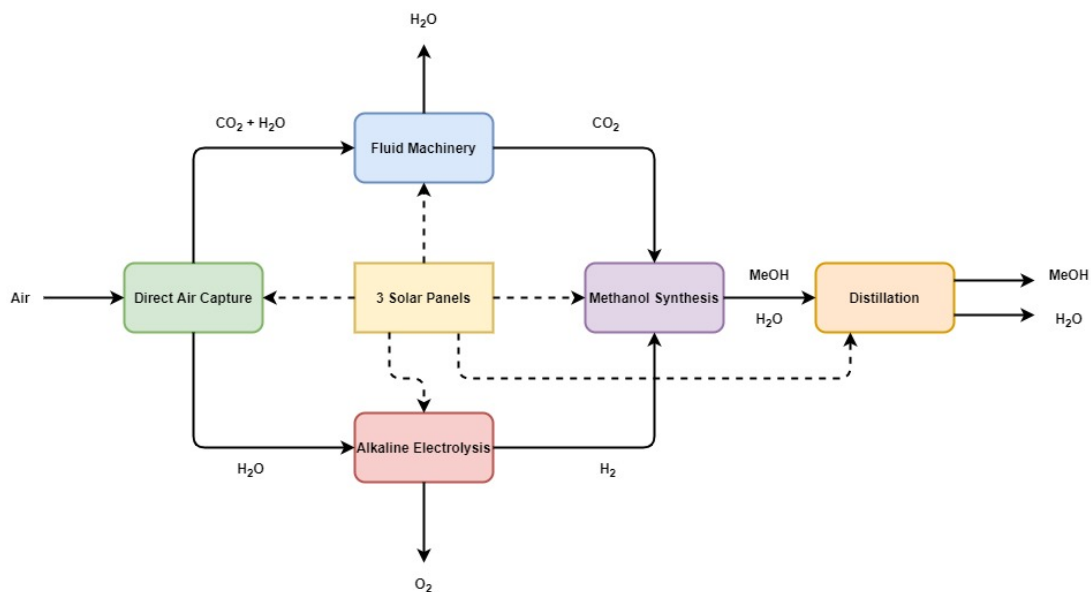 H₂O
CO₂ + H₂O
Fluid Machinery
CO₂
Air
Direct Air Capture
3 Solar Panels
Methanol Synthesis
MeOH
H₂O
Distillation
MeOH
H₂O
H₂O
Alkaline Electrolysis
H₂
O₂